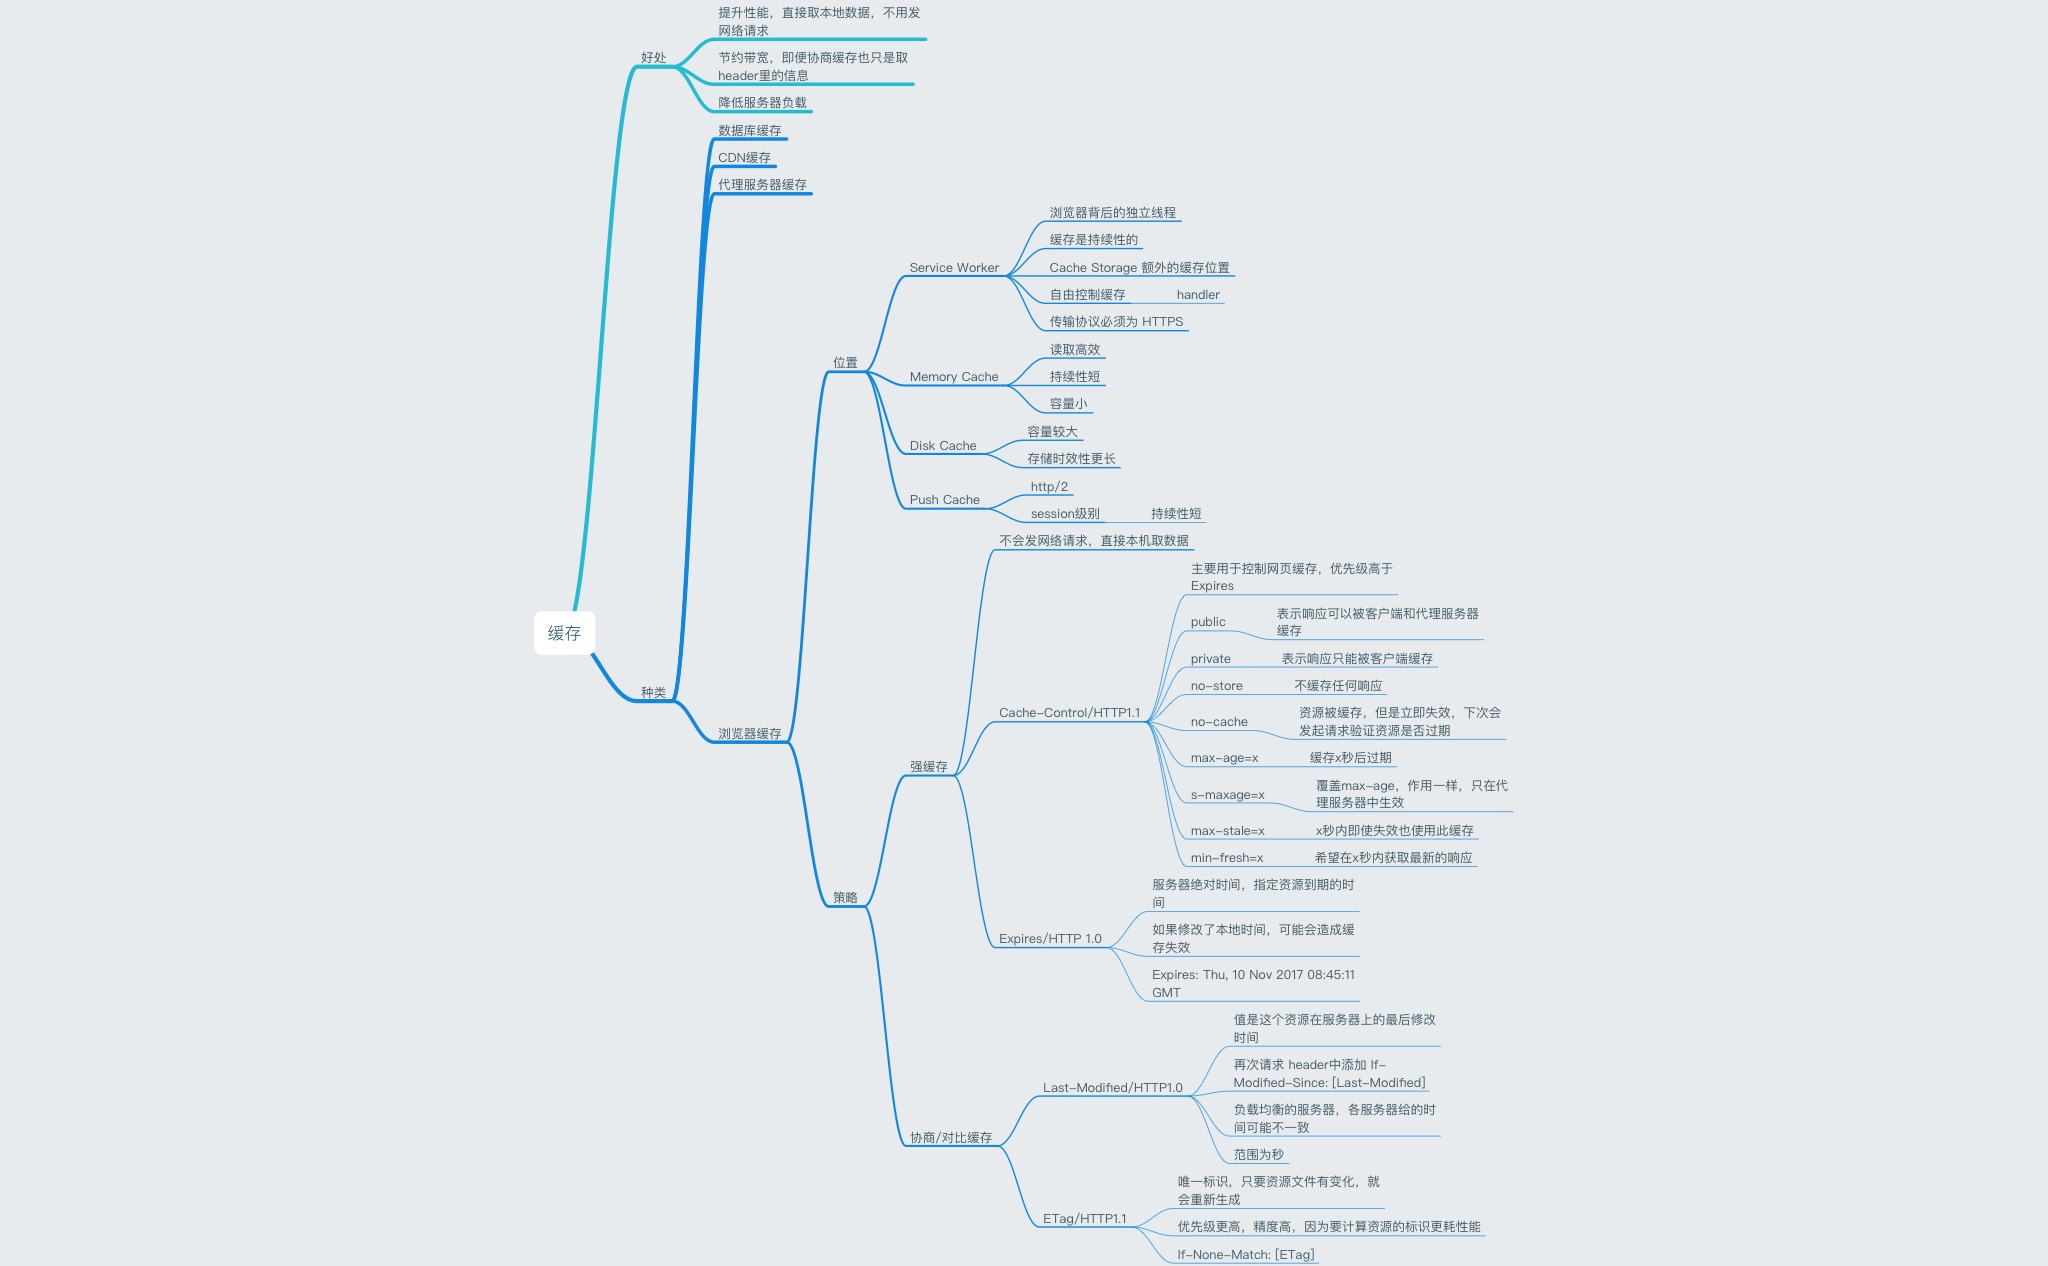 提升性能，直接取本地数据，不用发
网络请求
好处
节约带宽，即便协商缓存也只是取
header里的信息
降低服务器负载
数据库缓存
CDN缓存
代理服务器缓存
浏览器背后的独立线程
缓存是持续性的
Service Worker
Cache Storage 额外的缓存位置
自由控制缓存
handler
传输协议必须为 HTTPS
位置
读取高效
Memory Cache
持续性短
容量小
Disk Cache
容量较大
存储时效性更长
Push Cache
http/2
session级别
持续性短
缓存
种类
浏览器缓存
不会发网络请求，直接本机取数据
主要用于控制网页缓存，优先级高于
Expires
public
表示响应可以被客户端和代理服务器
缓存
private
表示响应只能被客户端缓存
no-store
不缓存任何响应
Cache-Control/HTTP1.1
no-cache
资源被缓存，但是立即失效，下次会
发起请求验证资源是否过期
强缓存
max-age=x
缓存x秒后过期
s-maxage=x
覆盖max-age，作用一样，只在代
理服务器中生效
max-stale=x
x秒内即使失效也使用此缓存
min-fresh=x
希望在x秒内获取最新的响应
策略
服务器绝对时间，指定资源到期的时
间
Expires/HTTP 1.0
如果修改了本地时间，可能会造成缓
存失效
Expires: Thu, 10 Nov 2017 08:45:11
GMT
值是这个资源在服务器上的最后修改
时间
Last-Modified/HTTP1.0
再次请求 header中添加 If-
Modified-Since: [Last-Modified]
负载均衡的服务器，各服务器给的时
间可能不一致
范围为秒
协商/对比缓存
唯一标识，只要资源文件有变化，就
会重新生成
ETag/HTTP1.1
优先级更高，精度高，因为要计算资源的标识更耗性能
If-None-Match: [ETag]